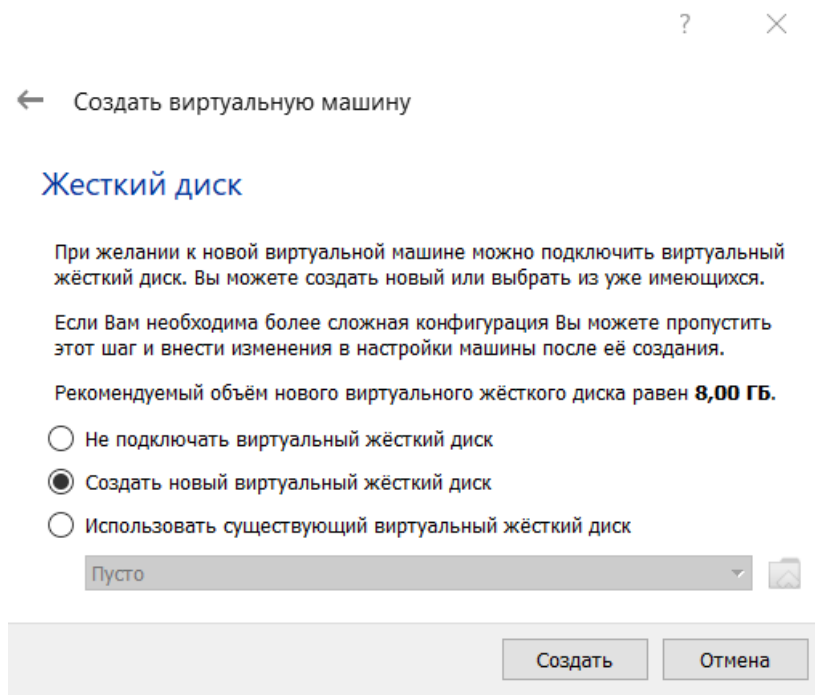 ?
Создать виртуальную машину
Жесткий диск
При желании к новой виртуальной машине можно подключить виртуальный
жёсткий диск. Вы можете создать новый или выбрать из уже имеющихся.
Если Вам необходима более сложная конфигурация Вы можете пропустить
этот шаг и внести изменения в настройки машины после её создания.
Рекомендуемый объём нового виртуального жёсткого диска равен 8,00 ГБ.
Не подключать виртуальный жёсткий диск
Создать новый виртуальный жёсткий диск
Использовать существующий виртуальный жёсткий диск
Пусто
Создать Отмена